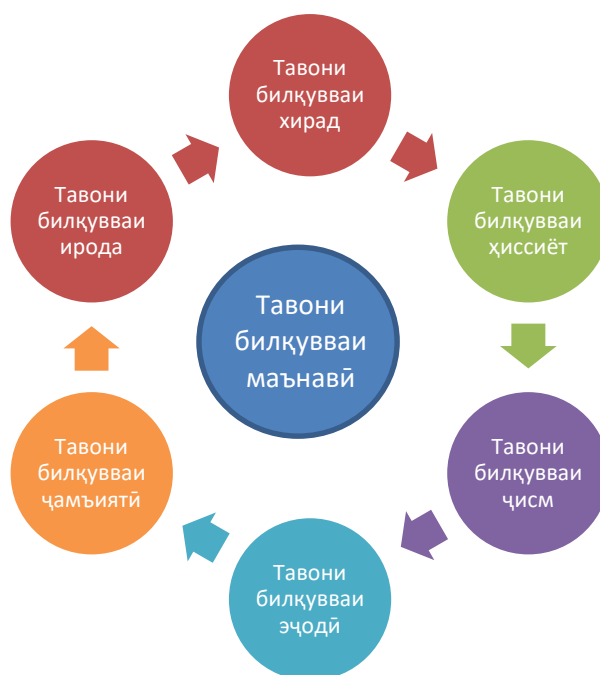 Тавони
билқувваи
хирад
Тавони
билқувваи
ҳиссиёт
Тавони
билқувваи
ҷисм
Тавони
билқувваи
эҷодӣ
Тавони
билқувваи
ҷамъиятӣ
Тавони
билқувваи
ирода
Тавони
билқувваи
маънавӣ